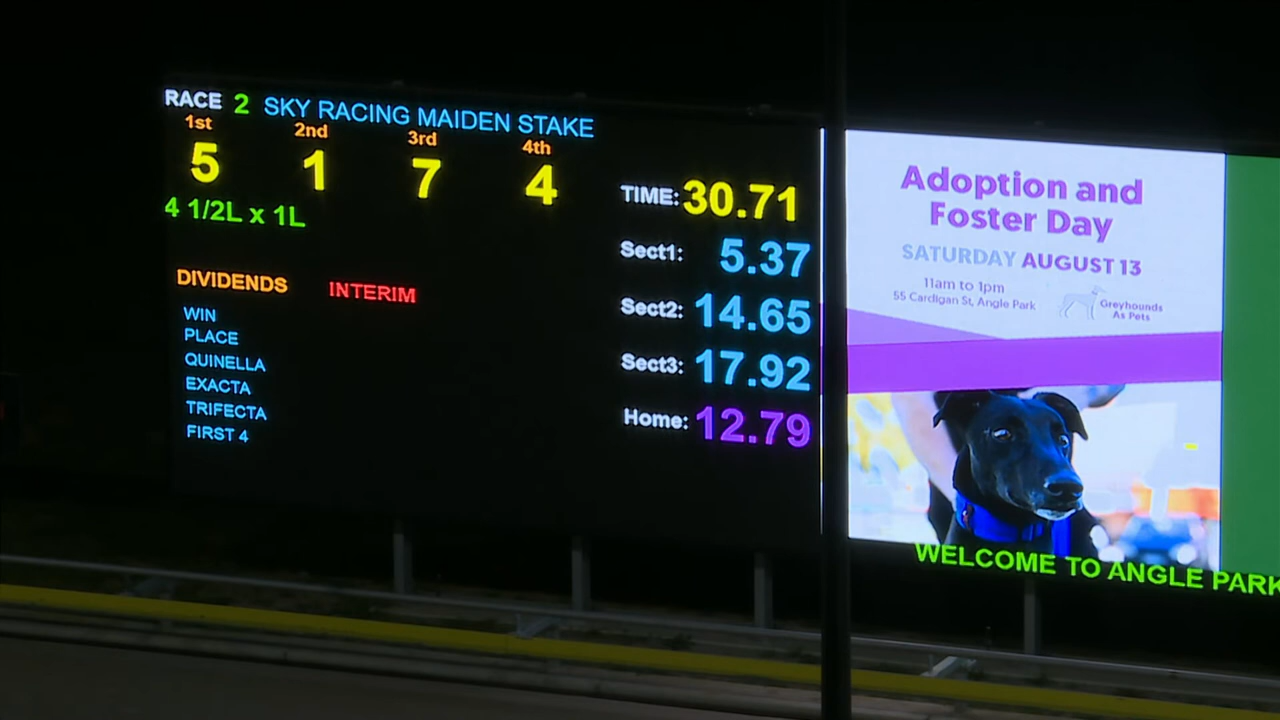 RACE 2 SKY RACING MAIDEN STAKE
1st 2nd 3rd 4th
5 1 7 4
4 1/2L x 1L
TIME: 30.71
Sect1: 5.37
Sect2: 14.65
Sect3: 17.92
Home: 12.79
DIVIDENDS INTERIM
WIN
PLACE
QUINELLA
EXACTA
TRIFECTA
FIRST 4
Adoption and
Foster Day
SATURDAY AUGUST 13
11am to 1pm
55 Cardigan St, Angle Park
Greyhounds
As Pets
WELCOME TO ANGLE PARK